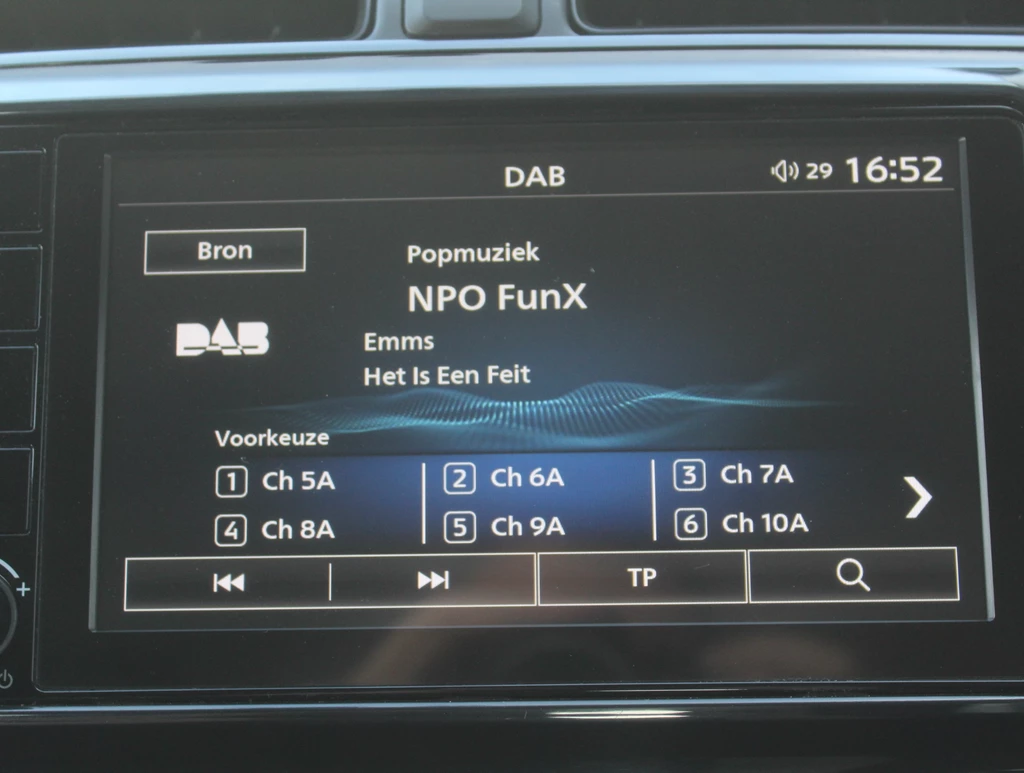 DAB
29 16:52
Bron
Popmuziek
NPO FunX
DAB
Emms
Het Is Een Feit
Voorkeuze
1 Ch 5A
2 Ch 6A
3 Ch 7A
4 Ch 8A
5 Ch 9A
6 Ch 10A
TP
+